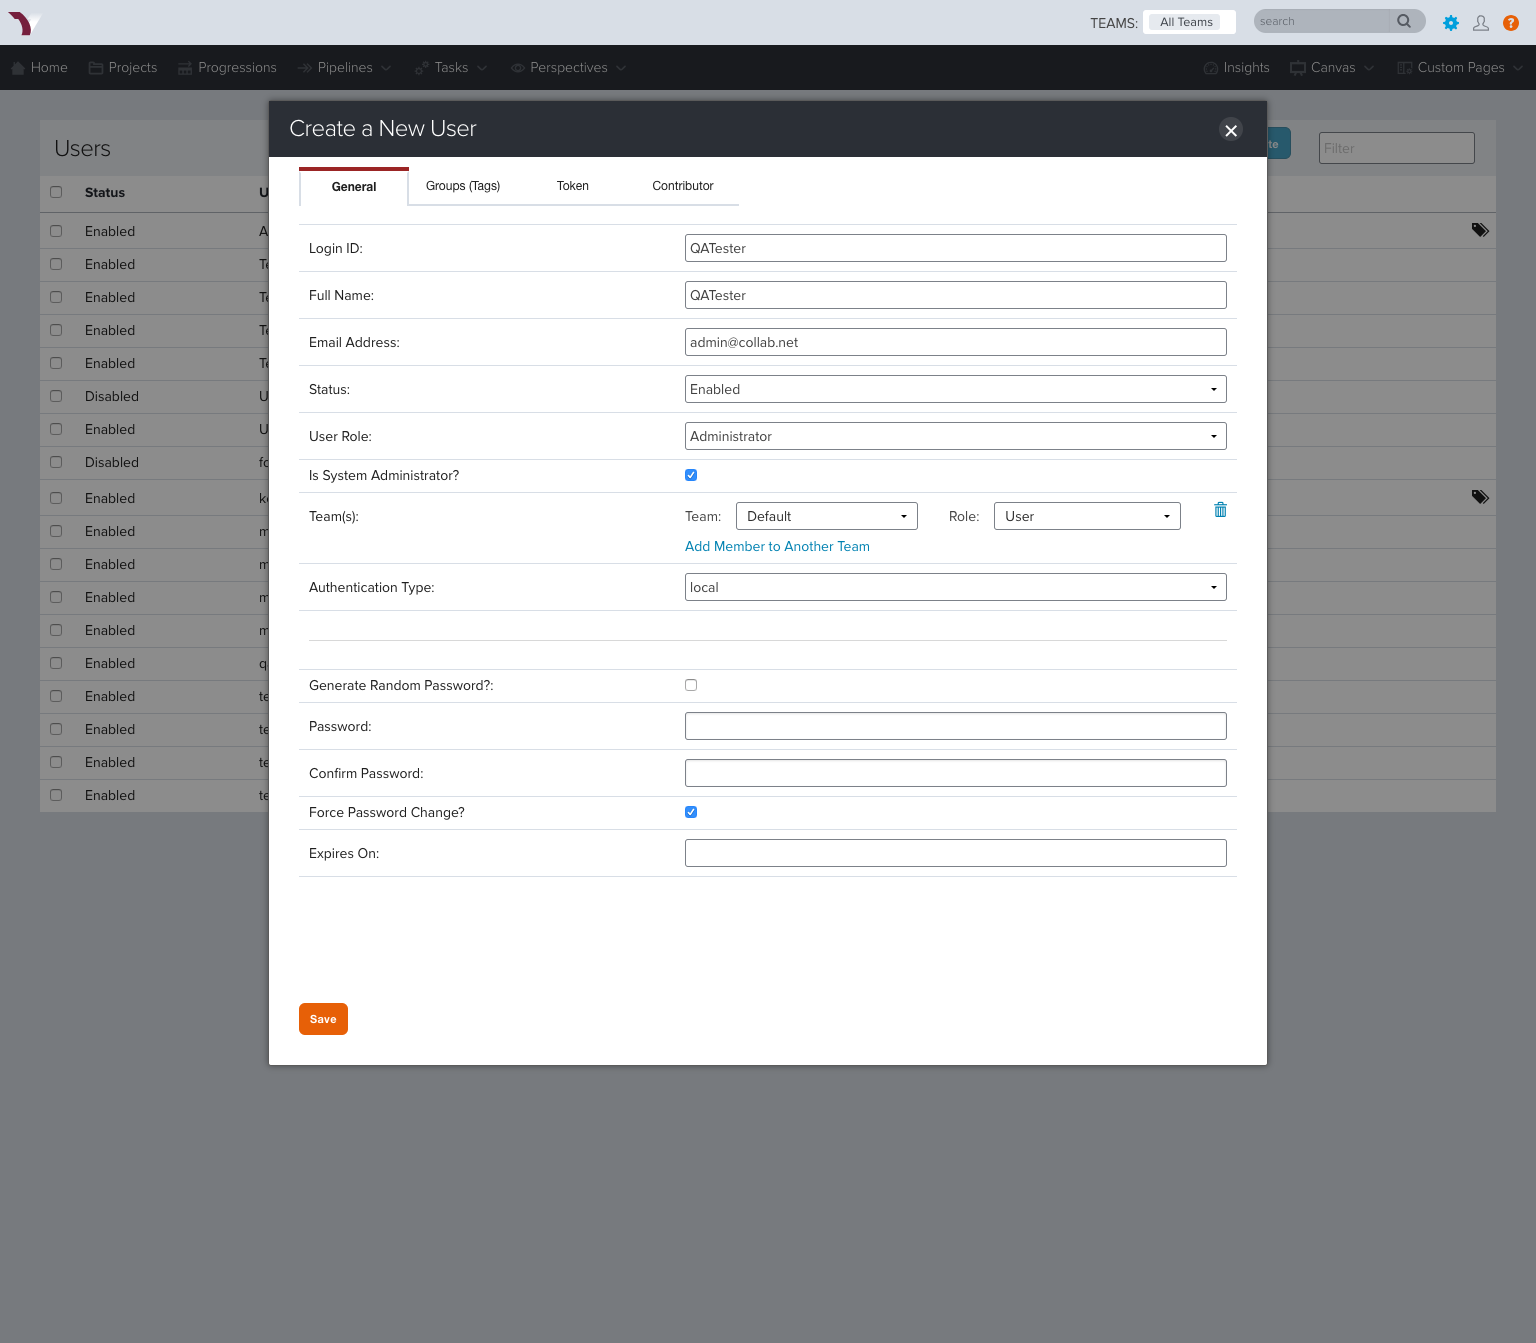 TEAMS: All Teams search ?
Home Projects Progressions Pipelines Tasks Perspectives Insights Canvas Custom Pages
Users Filter
Create a New User
General Groups (Tags) Token Contributor
Status
Enabled
Enabled
Enabled
Enabled
Enabled
Disabled
Enabled
Disabled
Enabled
Enabled
Enabled
Enabled
Enabled
Enabled
Enabled
Enabled
Enabled
Enabled
Login ID: QATester
Full Name: QATester
Email Address: admin@collab.net
Status: Enabled
User Role: Administrator
Is System Administrator?
Team(s): Team: Default Role: User
Add Member to Another Team
Authentication Type: local
Generate Random Password?:
Password:
Confirm Password:
Force Password Change?
Expires On:
Save